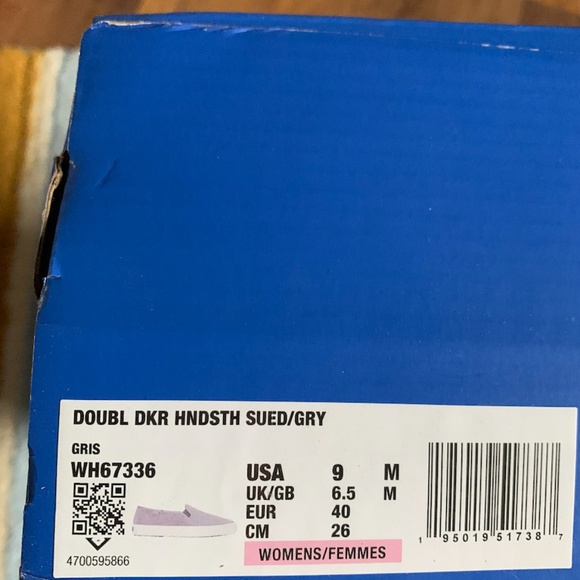 DOUBL DKR HNDSTH SUED/GRY
GRIS
WH67336
USA 9 M
UK/GB 6.5 M
EUR 40
CM 26
WOMENS/FEMMES
4700595866
1 95019 51738 7